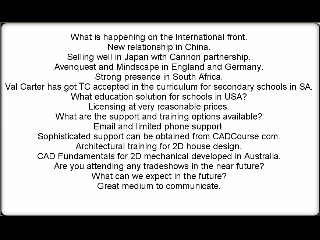 What is happening on the International front.
New relationship in China.
Selling well in Japan with Cannon partnership.
Avenquest and Mindscape in England and Germany.
Strong presence in South Africa.
Val Carter has got TC accepted in the curriculum for secondary schools in SA.
What education solution for schools in USA?
Licensing at very reasonable prices.
What are the support and training options available?
Email and limited phone support
Sophisticated support can be obtained from CADCourse.com.
Architectural training for 2D house design.
CAD Fundamentals for 2D mechanical developed in Australia.
Are you attending any tradeshows in the near future?
What can we expect in the future?
Great medium to communicate.